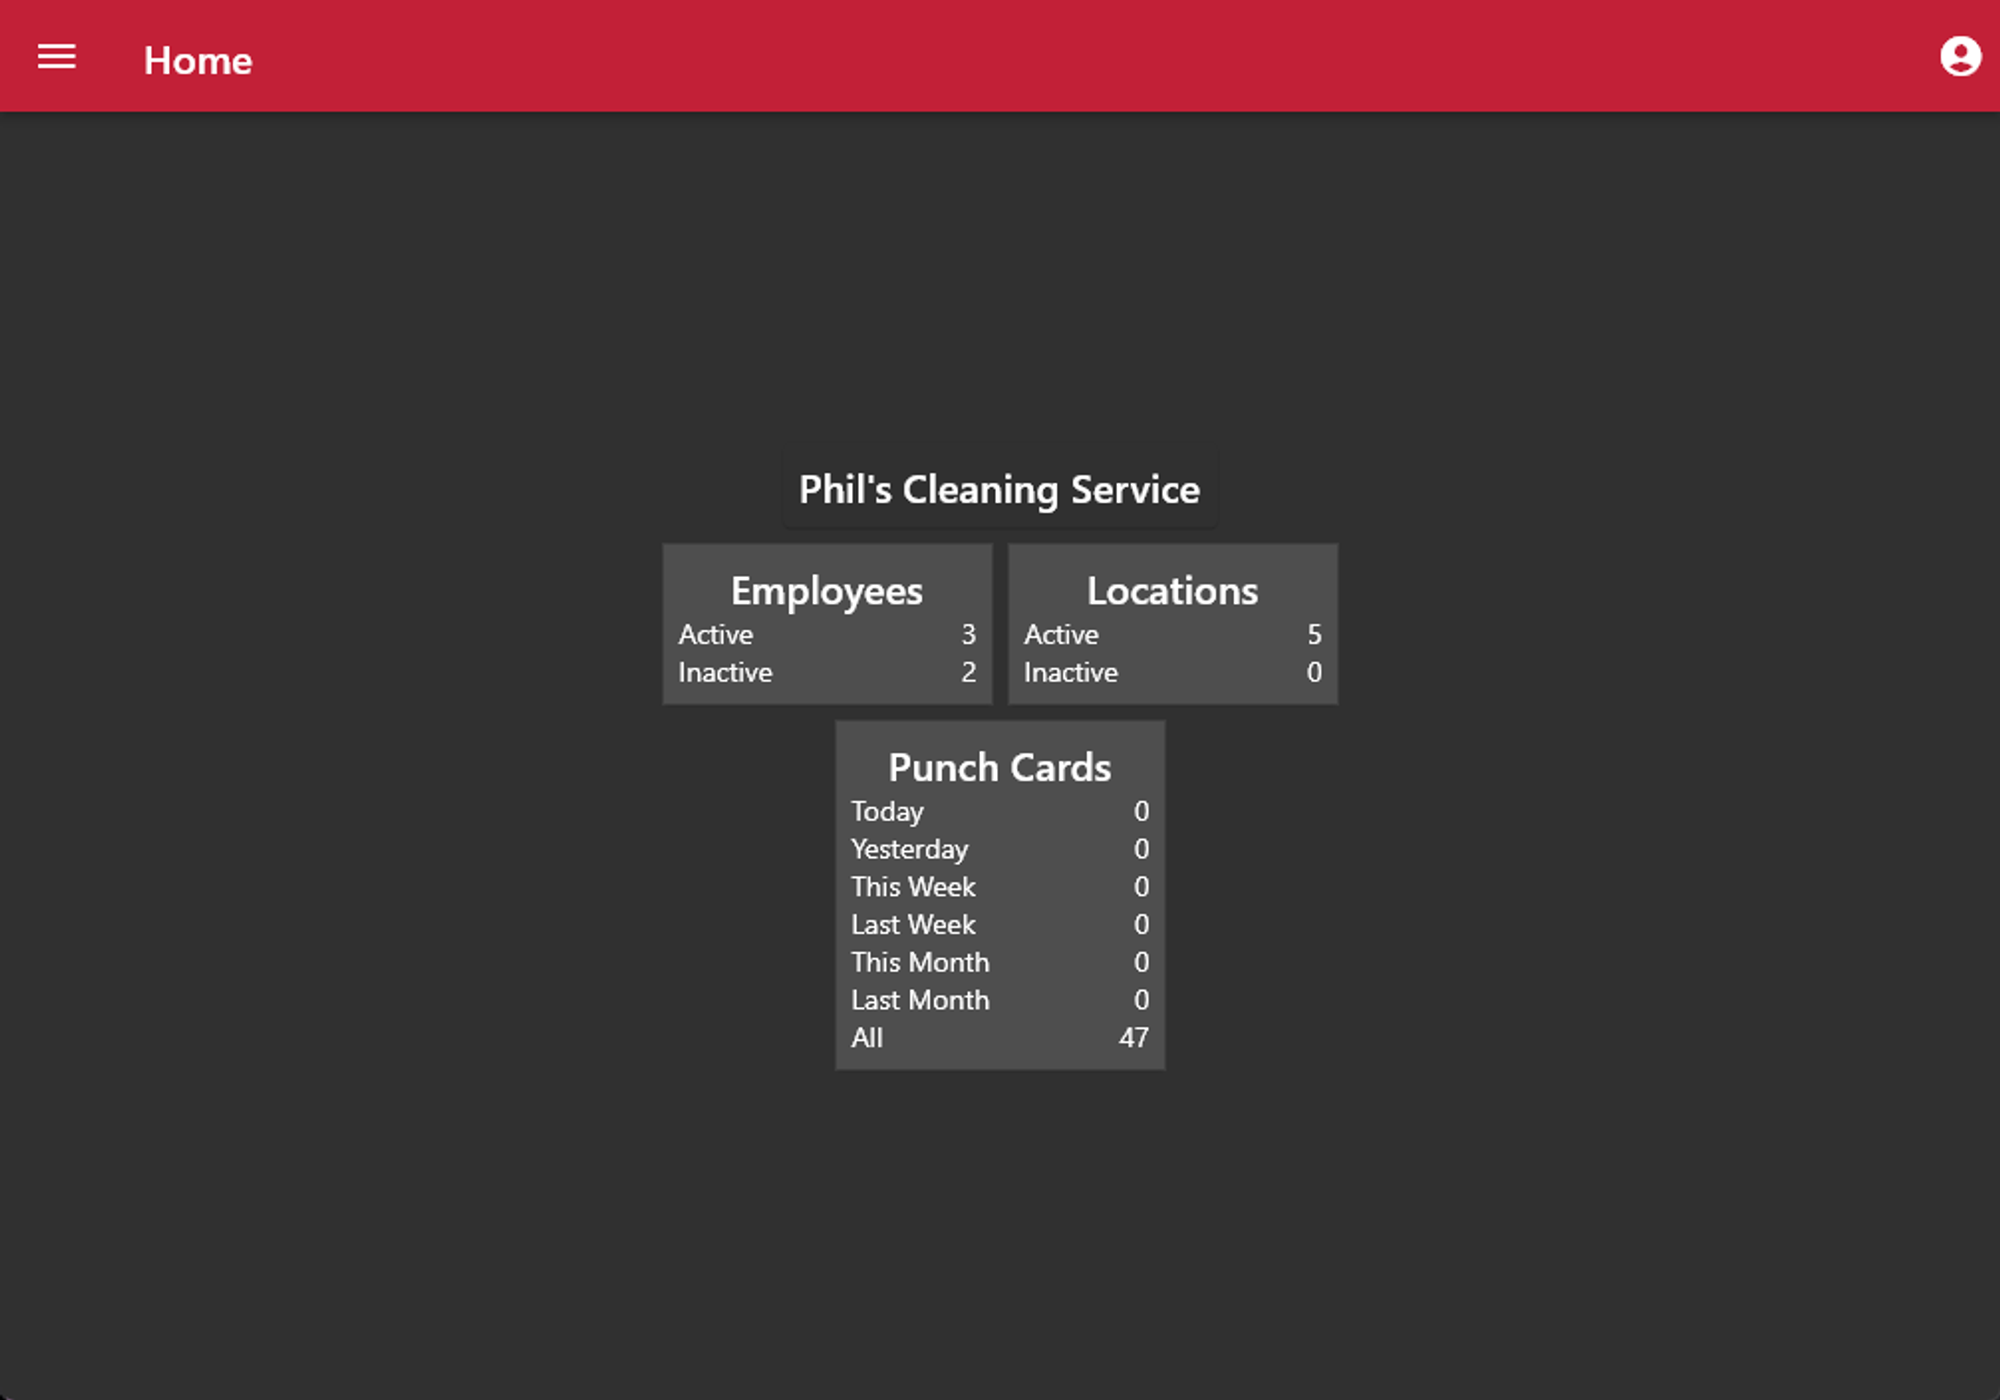 Home
Phil's Cleaning Service
Employees
Active 3
Inactive 2
Locations
Active 5
Inactive 0
Punch Cards
Today 0
Yesterday 0
This Week 0
Last Week 0
This Month 0
Last Month 0
All 47